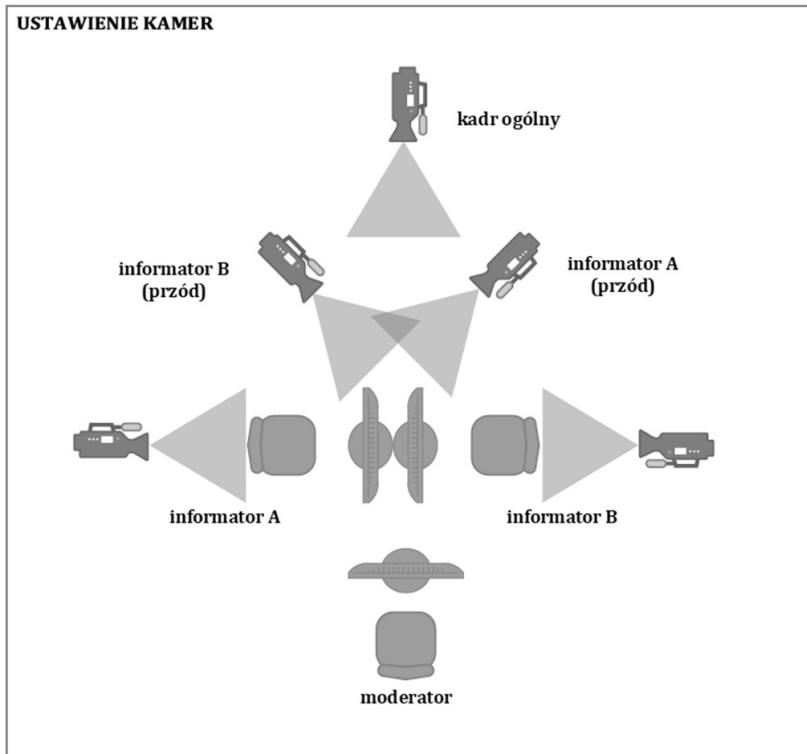 USTAWIENIE KAMER
kadr ogólny
informator B
(przód)
informator A
(przód)
informator A
informator B
moderator